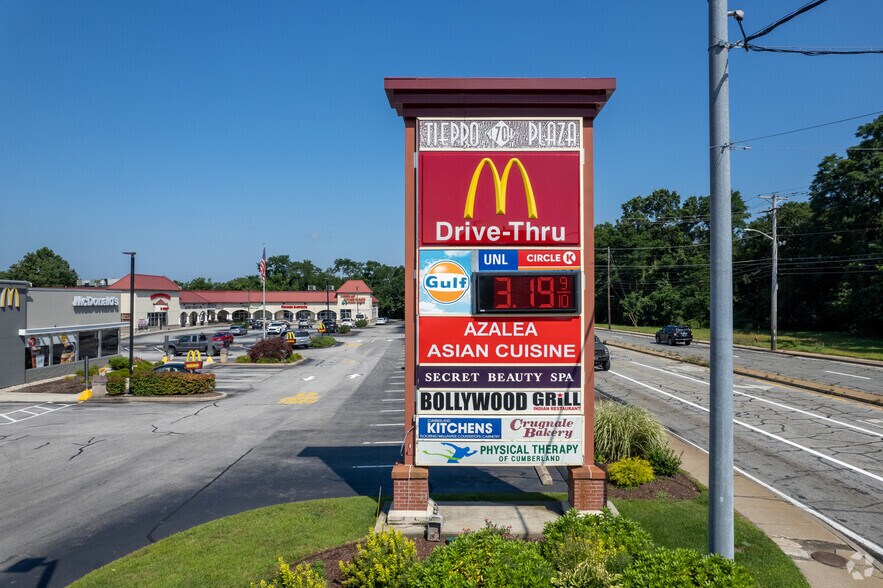 TIERRO 70 PLAZA
M
Drive-Thru
UNL CIRCLE K
Gulf
3.19 9/10
AZALEA
ASIAN CUISINE
SECRET BEAUTY SPA
BOLLYWOOD GRILL
INDIAN RESTAURANT
KITCHENS
Crugnale
Bakery
PHYSICAL THERAPY
OF CUMBERLAND
McDonald's